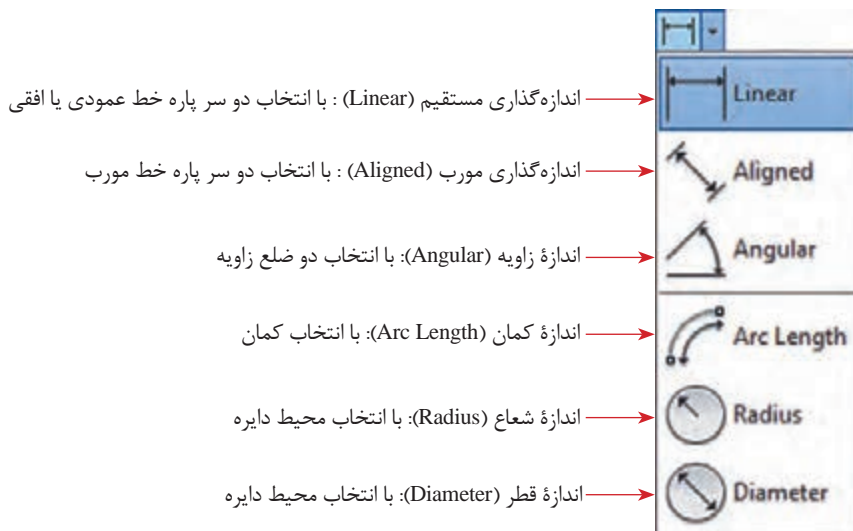 اندازه‌گذاری مستقیم (Linear) : با انتخاب دو سر پاره خط عمودی یا افقی
Linear
اندازه‌گذاری مورب (Aligned) : با انتخاب دو سر پاره خط مورب
Aligned
اندازهٔ زاویه (Angular): با انتخاب دو ضلع زاویه
Angular
اندازهٔ کمان (Arc Length): با انتخاب کمان
Arc Length
اندازهٔ شعاع (Radius): با انتخاب محیط دایره
Radius
اندازهٔ قطر (Diameter): با انتخاب محیط دایره
Diameter